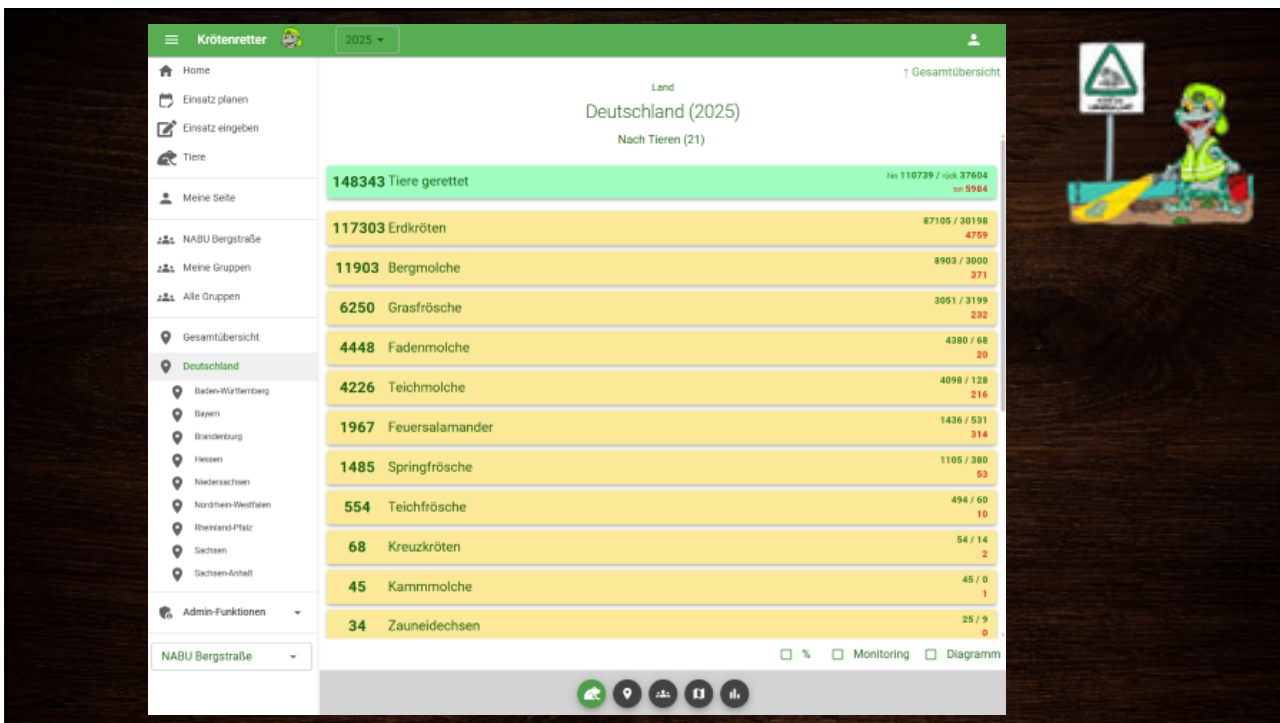 Krötenretter
2025
Home
Einsatz planen
Einsatz eingeben
Tiere
Meine Seite
NABU Bergstraße
Meine Gruppen
Alle Gruppen
Gesamtübersicht
Deutschland
Baden-Württemberg
Bayern
Brandenburg
Hessen
Niedersachsen
Nordrhein-Westfalen
Rheinland-Pfalz
Sachsen
Sachsen-Anhalt
Admin-Funktionen
NABU Bergstraße
↑ Gesamtübersicht
Land
Deutschland (2025)
Nach Tieren (21)
148343 Tiere gerettet hin 110739 / rück 37604
tot 5984
117303 Erdkröten 87105 / 30198
4759
11903 Bergmolche 8903 / 3000
371
6250 Grasfrösche 3051 / 3199
232
4448 Fadenmolche 4380 / 68
20
4226 Teichmolche 4098 / 128
216
1967 Feuersalamander 1436 / 531
314
1485 Springfrösche 1105 / 380
53
554 Teichfrösche 494 / 60
10
68 Kreuzkröten 54 / 14
2
45 Kammmolche 45 / 0
1
34 Zauneidechsen 25 / 9
0
% Monitoring Diagramm